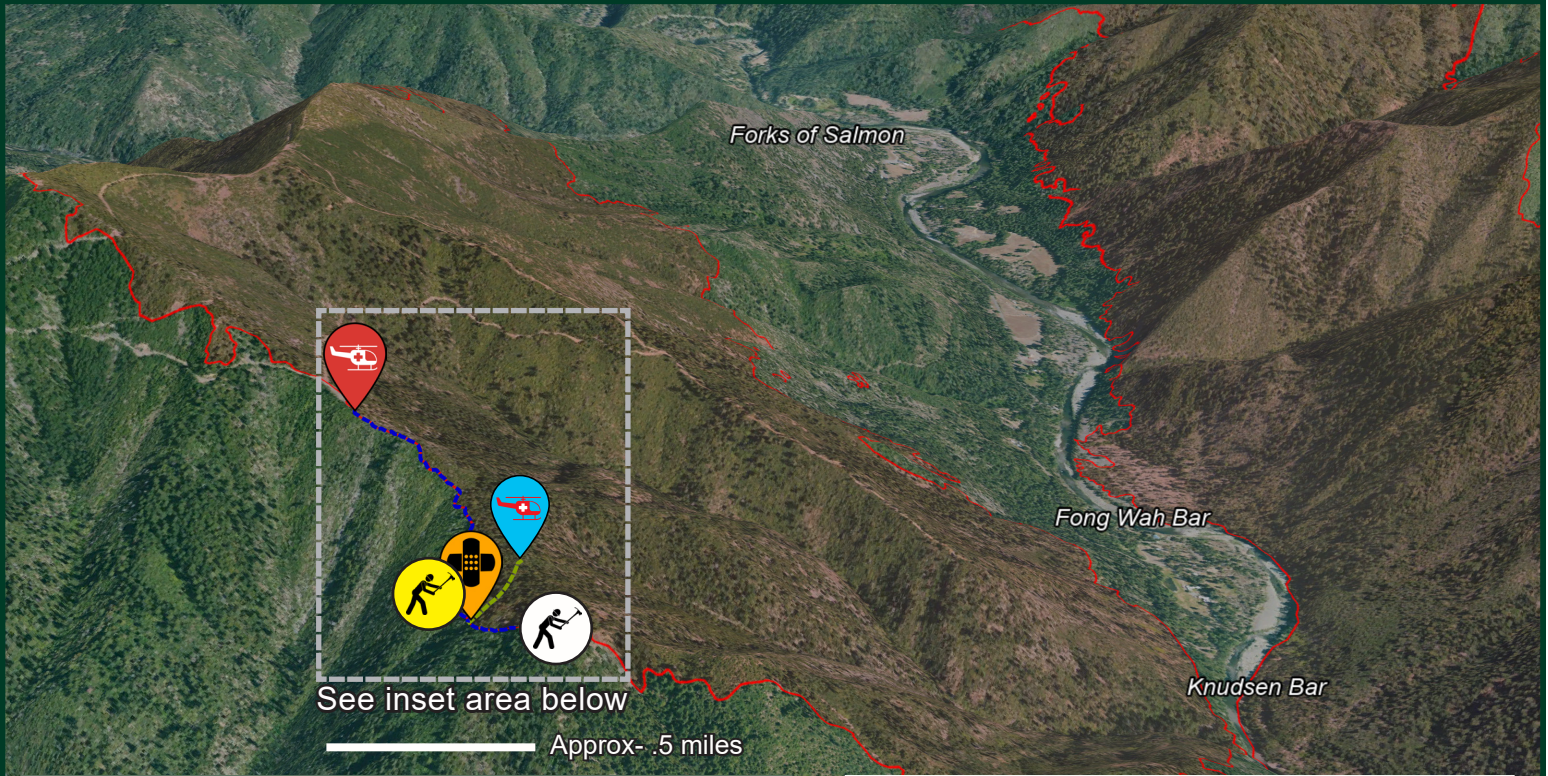 Forks of Salmon
Fong Wah Bar
Knudsen Bar
See inset area below
Approx- .5 miles